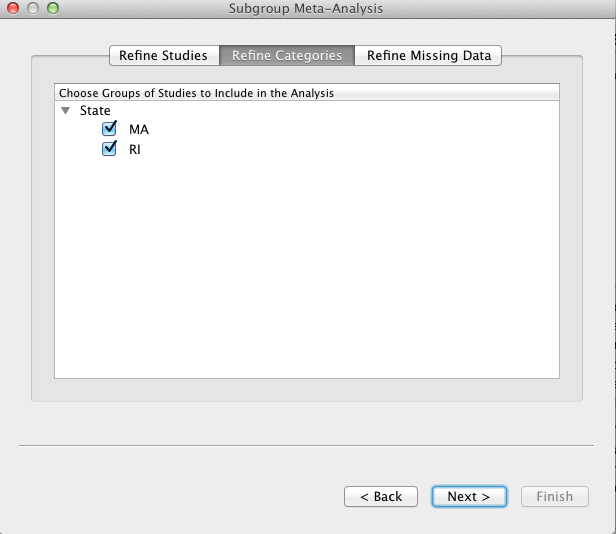 Subgroup Meta-Analysis
Refine Studies Refine Categories Refine Missing Data
Choose Groups of Studies to Include in the Analysis
State
MA
RI
< Back Next > Finish